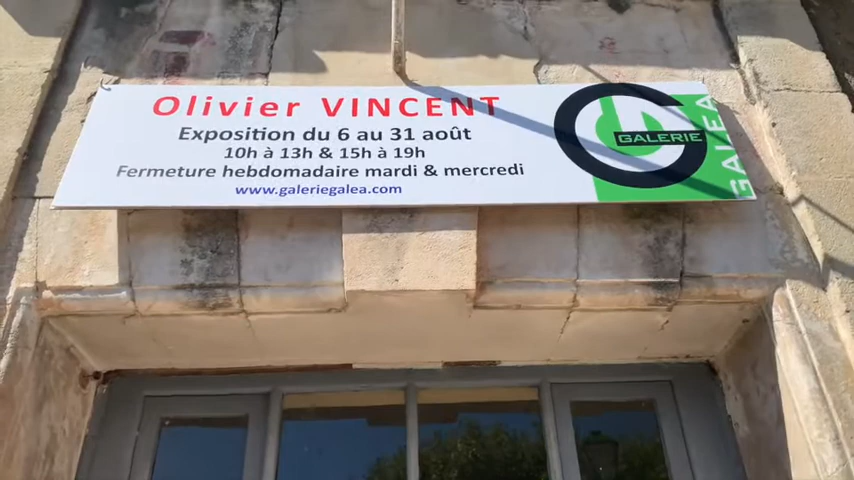 Olivier VINCENT
Exposition du 6 au 31 août
10h à 13h & 15h à 19h
Fermeture hebdomadaire mardi & mercredi
www.galeriegalea.com
GALERIE
GALEA